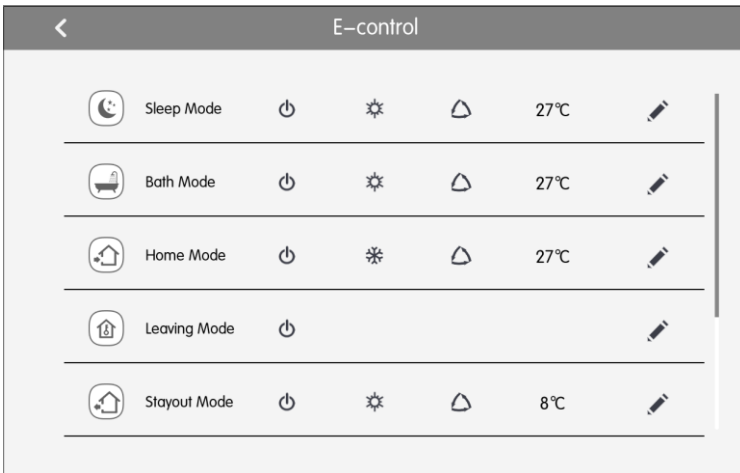 E–control
Sleep Mode 27℃
Bath Mode 27℃
Home Mode 27℃
Leaving Mode
Stayout Mode 8℃